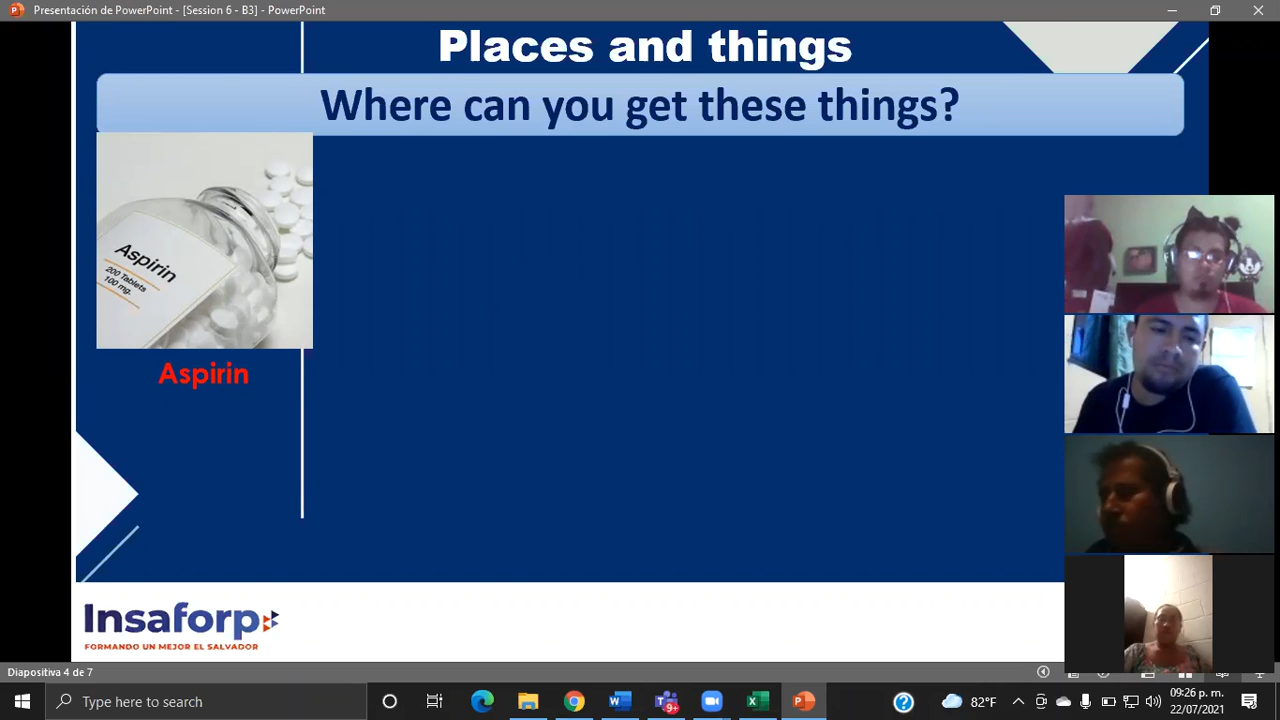 Presentación de PowerPoint - [Session 6 - B3] - PowerPoint
Places and things
Where can you get these things?
Aspirin
200 Tablets
100 mg.
Aspirin
Insaforp
FORMANDO UN MEJOR EL SALVADOR
Diapositiva 4 de 7
Type here to search
9+
82°F
09:26 p. m.
22/07/2021